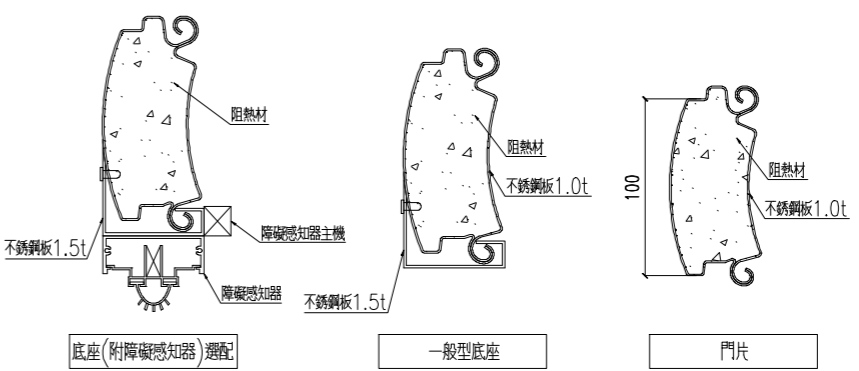 阻熱材
不銹鋼板1.5t
障礙感知器主機
障礙感知器
底座(附障礙感知器)選配
阻熱材
不銹鋼板1.0t
不銹鋼板1.5t
一般型底座
100
阻熱材
不銹鋼板1.0t
門片